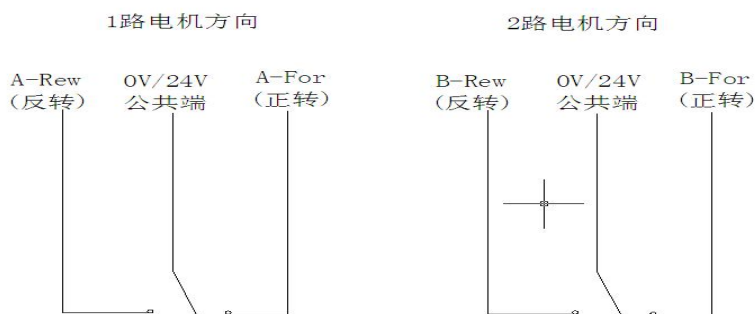 1路电机方向
2路电机方向
A-Rew
0V/24V
A-For
B-Rew
0V/24V
B-For
(反转)
公共端
(正转)
(反转)
公共端
(正转)